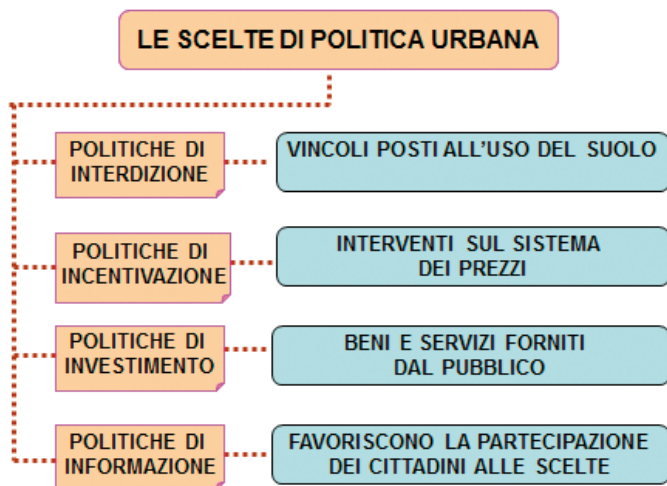 LE SCELTE DI POLITICA URBANA
POLITICHE DI
INTERDIZIONE
VINCOLI POSTI ALL'USO DEL SUOLO
POLITICHE DI
INCENTIVAZIONE
INTERVENTI SUL SISTEMA
DEI PREZZI
POLITICHE DI
INVESTIMENTO
BENI E SERVIZI FORNITI
DAL PUBBLICO
POLITICHE DI
INFORMAZIONE
FAVORISCONO LA PARTECIPAZIONE
DEI CITTADINI ALLE SCELTE